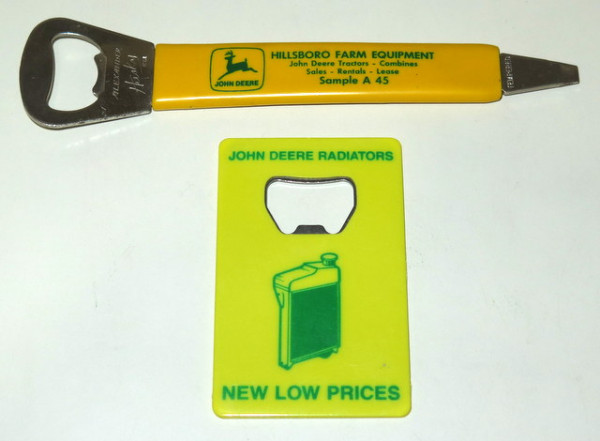 JOHN DEERE
HILLSBORO FARM EQUIPMENT
John Deere Tractors - Combines
Sales - Rentals - Lease
Sample A 45
JOHN DEERE RADIATORS
NEW LOW PRICES